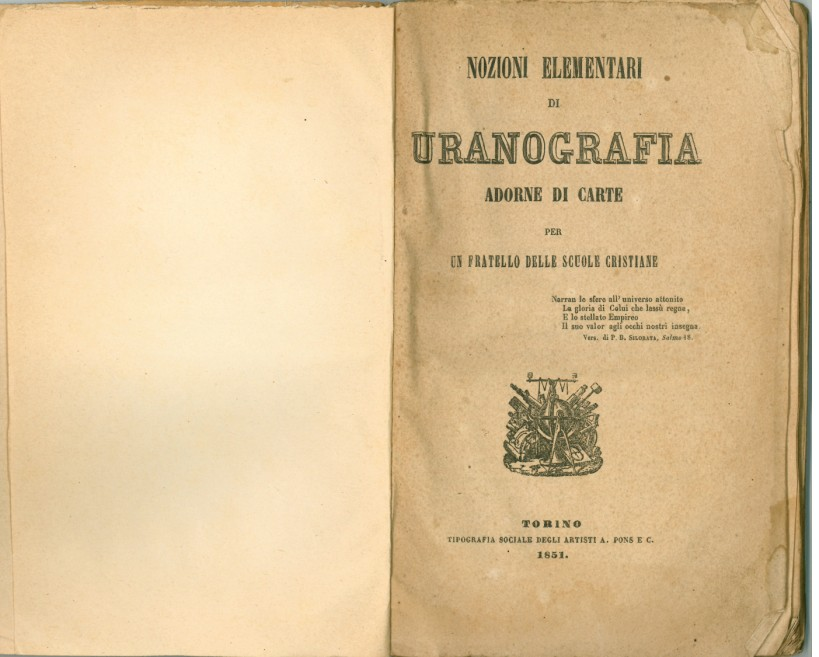 NOZIONI ELEMENTARI
DI
URANOGRAFIA
ADORNE DI CARTE
PER
UN FRATELLO DELLE SCUOLE CRISTIANE
Narran le sfere all' universo attonito
La gloria di Colui che lassù regna,
E lo stellato Empireo
Il suo valor agli occhi nostri insegna.
Vers. di P. B. SILORATA, Salmo 18.
TORINO
TIPOGRAFIA SOCIALE DEGLI ARTISTI A. PONS E C.
1851.